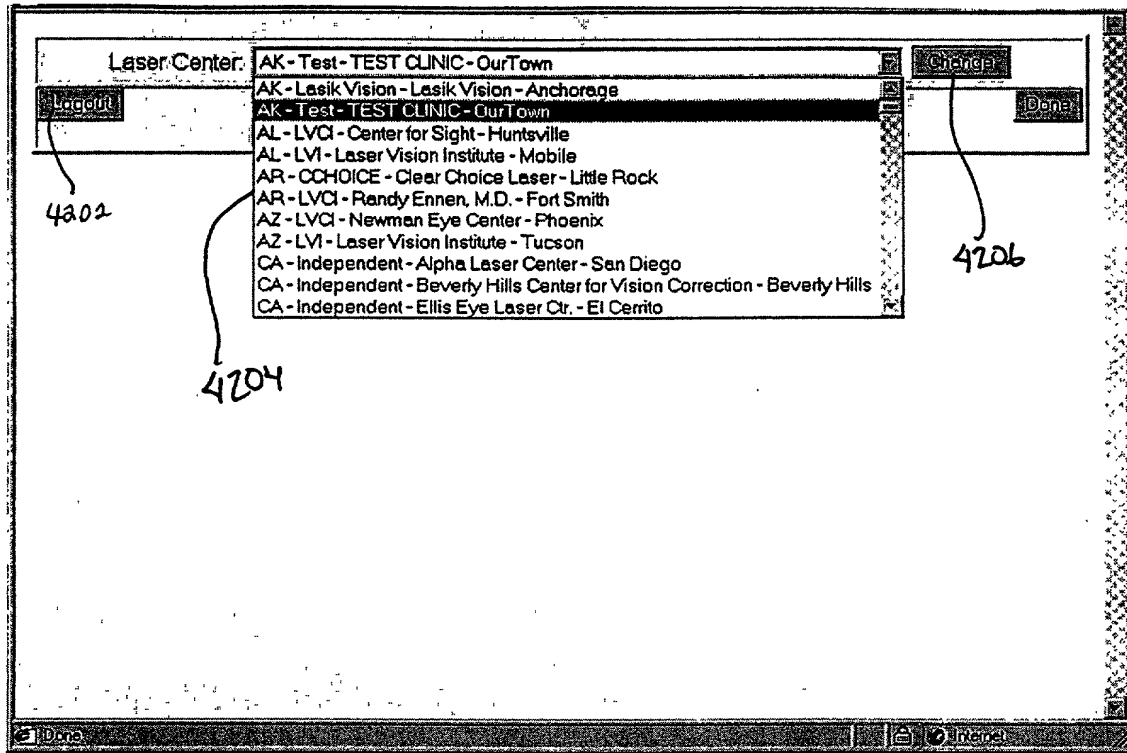 Laser Center: AK - Test - TEST CLINIC - OurTown Change
AK - Lasik Vision - Lasik Vision - Anchorage
Logout AK - Test - TEST CLINIC - OurTown Done
AL - LVCI - Center for Sight - Huntsville
AL - LVI - Laser Vision Institute - Mobile
AR - CCHOICE - Clear Choice Laser - Little Rock
AR - LVCI - Randy Ennen, M.D. - Fort Smith
4202
AZ - LVCI - Newman Eye Center - Phoenix
AZ - LVI - Laser Vision Institute - Tucson
4206
CA - Independent - Alpha Laser Center - San Diego
CA - Independent - Beverly Hills Center for Vision Correction - Beverly Hills
CA - Independent - Ellis Eye Laser Ctr. - El Cerrito
4204
Done Internet